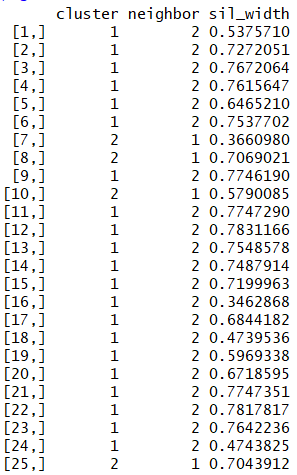 cluster neighbor sil_width
[1,] 1 2 0.5375710
[2,] 1 2 0.7272051
[3,] 1 2 0.7672064
[4,] 1 2 0.7615647
[5,] 1 2 0.6465210
[6,] 1 2 0.7537702
[7,] 2 1 0.3660980
[8,] 2 1 0.7069021
[9,] 1 2 0.7746190
[10,] 2 1 0.5790085
[11,] 1 2 0.7747290
[12,] 1 2 0.7831166
[13,] 1 2 0.7548578
[14,] 1 2 0.7487914
[15,] 1 2 0.7199963
[16,] 1 2 0.3462868
[17,] 1 2 0.6844182
[18,] 1 2 0.4739536
[19,] 1 2 0.5969338
[20,] 1 2 0.6718595
[21,] 1 2 0.7747351
[22,] 1 2 0.7817817
[23,] 1 2 0.7642236
[24,] 1 2 0.4743825
[25,] 2 1 0.7043912